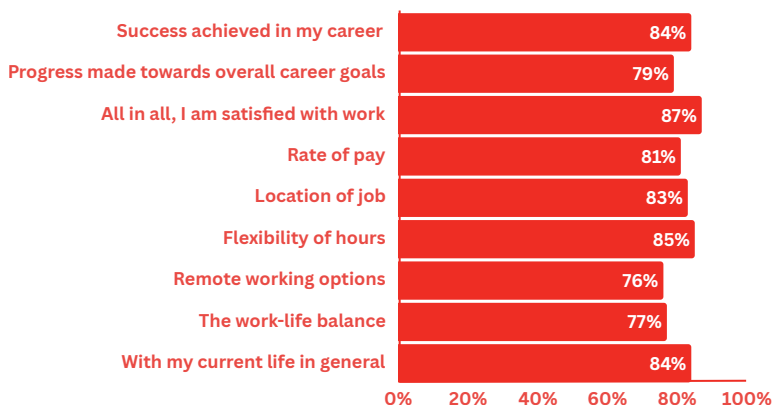 Success achieved in my career 84%
Progress made towards overall career goals 79%
All in all, I am satisfied with work 87%
Rate of pay 81%
Location of job 83%
Flexibility of hours 85%
Remote working options 76%
The work-life balance 77%
With my current life in general 84%
0% 20% 40% 60% 80% 100%